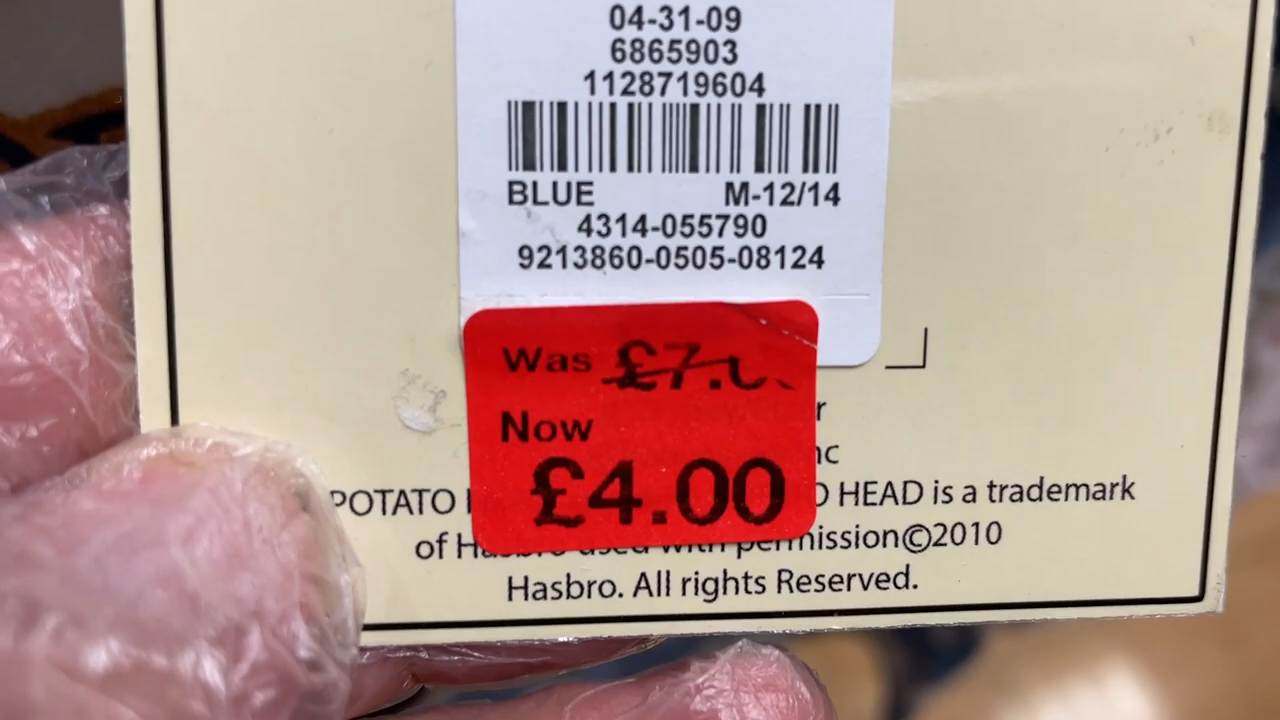 04-31-09
6865903
1128719604
BLUE M-12/14
4314-055790
9213860-0505-08124
Was
Now
£4.00
POTATO HEAD is a trademark
of Hasbro used with permission©2010
Hasbro. All rights Reserved.